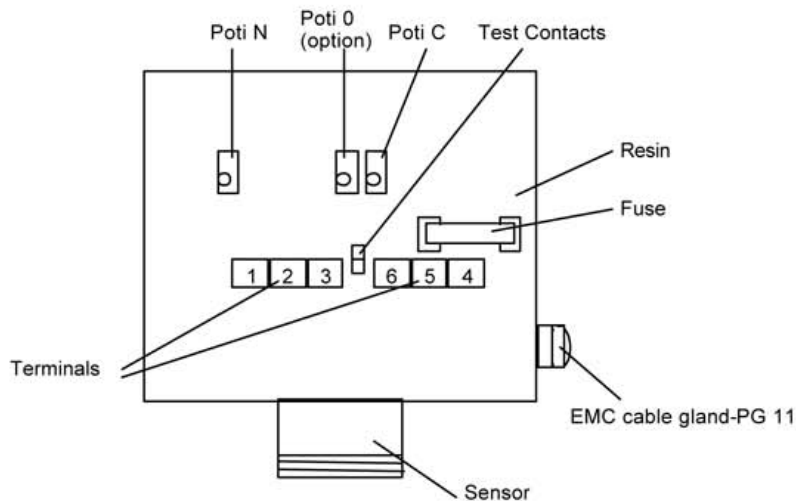 Poti N
Poti 0
(option)
Poti C
Test Contacts
Resin
Fuse
1 2 3 6 5 4
Terminals
EMC cable gland-PG 11
Sensor